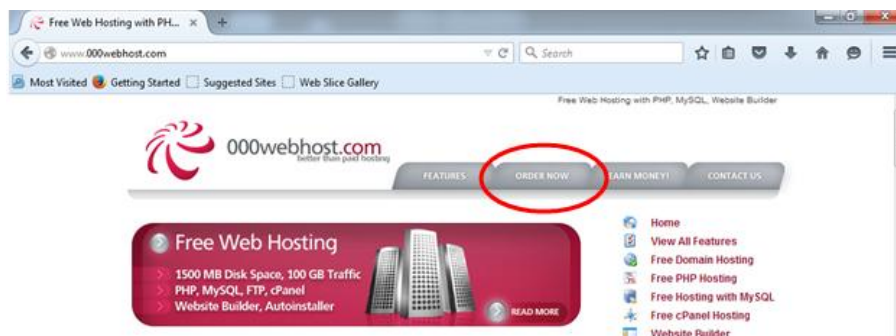 Free Web Hosting with PH...
www.000webhost.com
Search
Most Visited Getting Started Suggested Sites Web Slice Gallery
Free Web Hosting with PHP, MySQL, Website Builder
000webhost.com
better than paid hosting
FEATURES ORDER NOW EARN MONEY! CONTACT US
Free Web Hosting
1500 MB Disk Space, 100 GB Traffic
PHP, MySQL, FTP, cPanel
Website Builder, Autoinstaller
READ MORE
Home
View All Features
Free Domain Hosting
Free PHP Hosting
Free Hosting with MySQL
Free cPanel Hosting
Website Builder